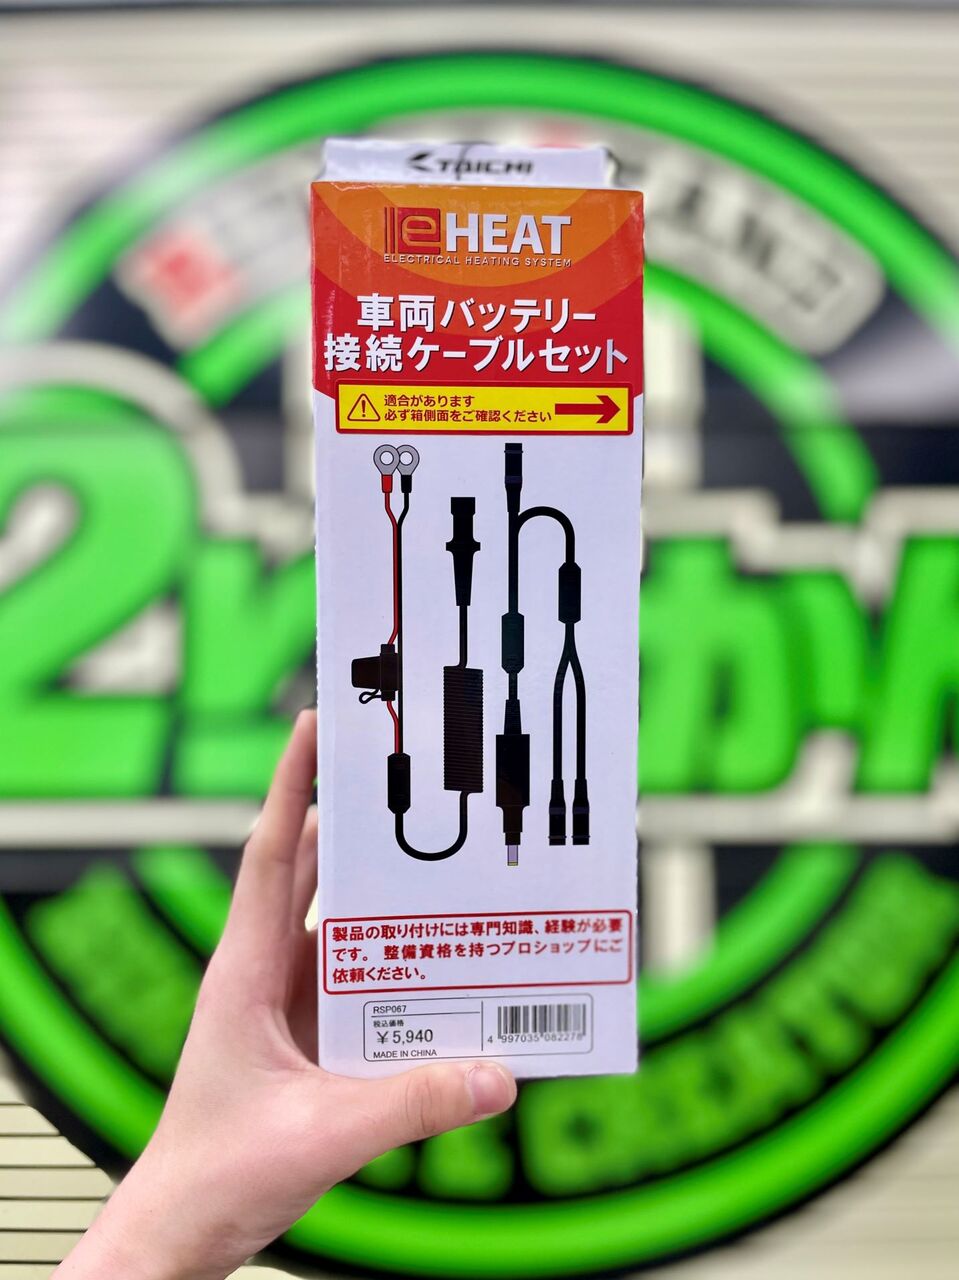 TAICHI
e HEAT
ELECTRICAL HEATING SYSTEM
車両バッテリー
接続ケーブルセット
適合があります
必ず箱側面をご確認ください
製品の取り付けには専門知識、経験が必要
です。 整備資格を持つプロショップにご
依頼ください。
RSP067
税込価格
¥5,940
MADE IN CHINA
4 997035 082278